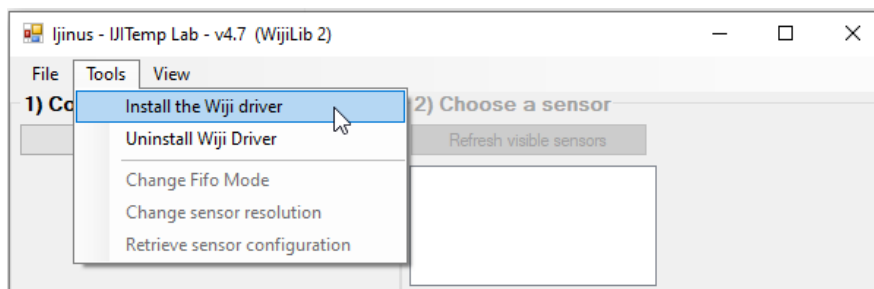 Ijinus - IJITemp Lab - v4.7 (WijiLib 2)
File Tools View
1) Co
2) Choose a sensor
Install the Wiji driver
Uninstall Wiji Driver
Refresh visible sensors
Change Fifo Mode
Change sensor resolution
Retrieve sensor configuration